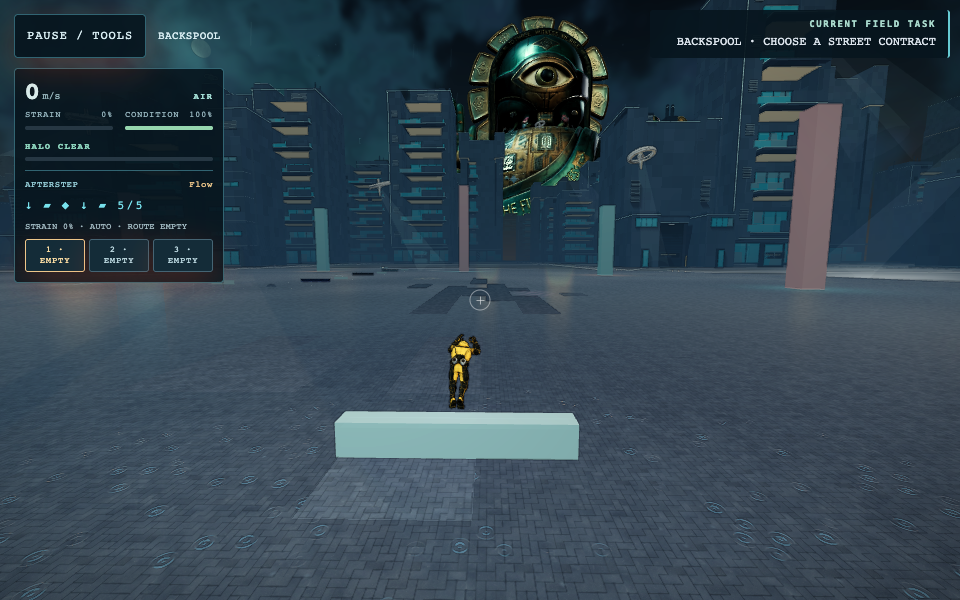 PAUSE / TOOLS
BACKSPOOL
CURRENT FIELD TASK
BACKSPOOL · CHOOSE A STREET CONTRACT
0 m/s
AIR
STRAIN 0%
CONDITION 100%
HALO CLEAR
AFTERSTEP
Flow
5/5
STRAIN 0% · AUTO · ROUTE EMPTY
1 ·
EMPTY
2 ·
EMPTY
3 ·
EMPTY